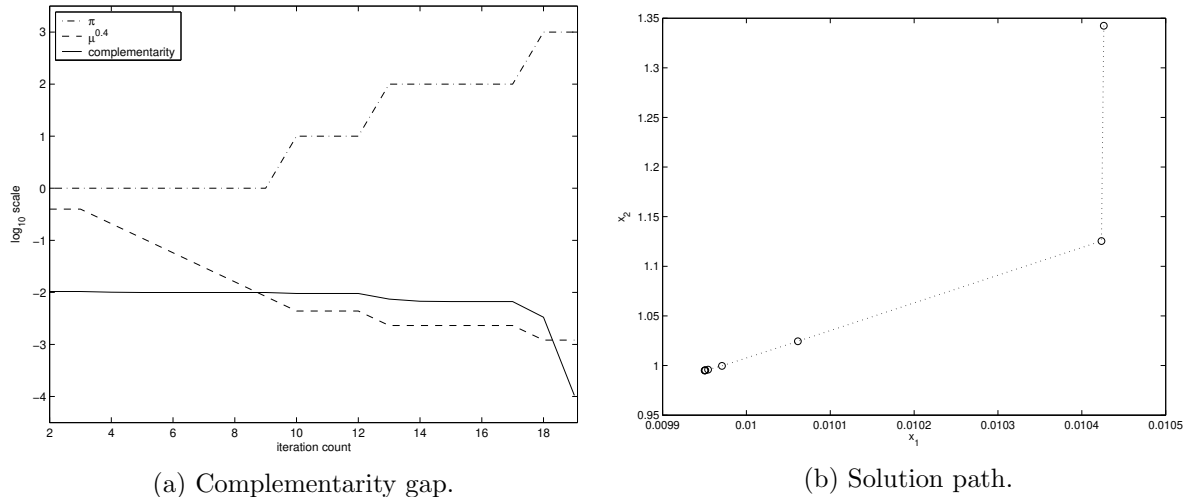 π
μ^0.4
complementarity
3
2
1
0
−1
−2
−3
−4
log_10 scale
2 4 6 8 10 12 14 16 18
iteration count
(a) Complementarity gap.
1.35
1.3
1.25
1.2
1.15
1.1
1.05
1
0.95
x_2
0.0099 0.01 0.0101 0.0102 0.0103 0.0104 0.0105
x_1
(b) Solution path.